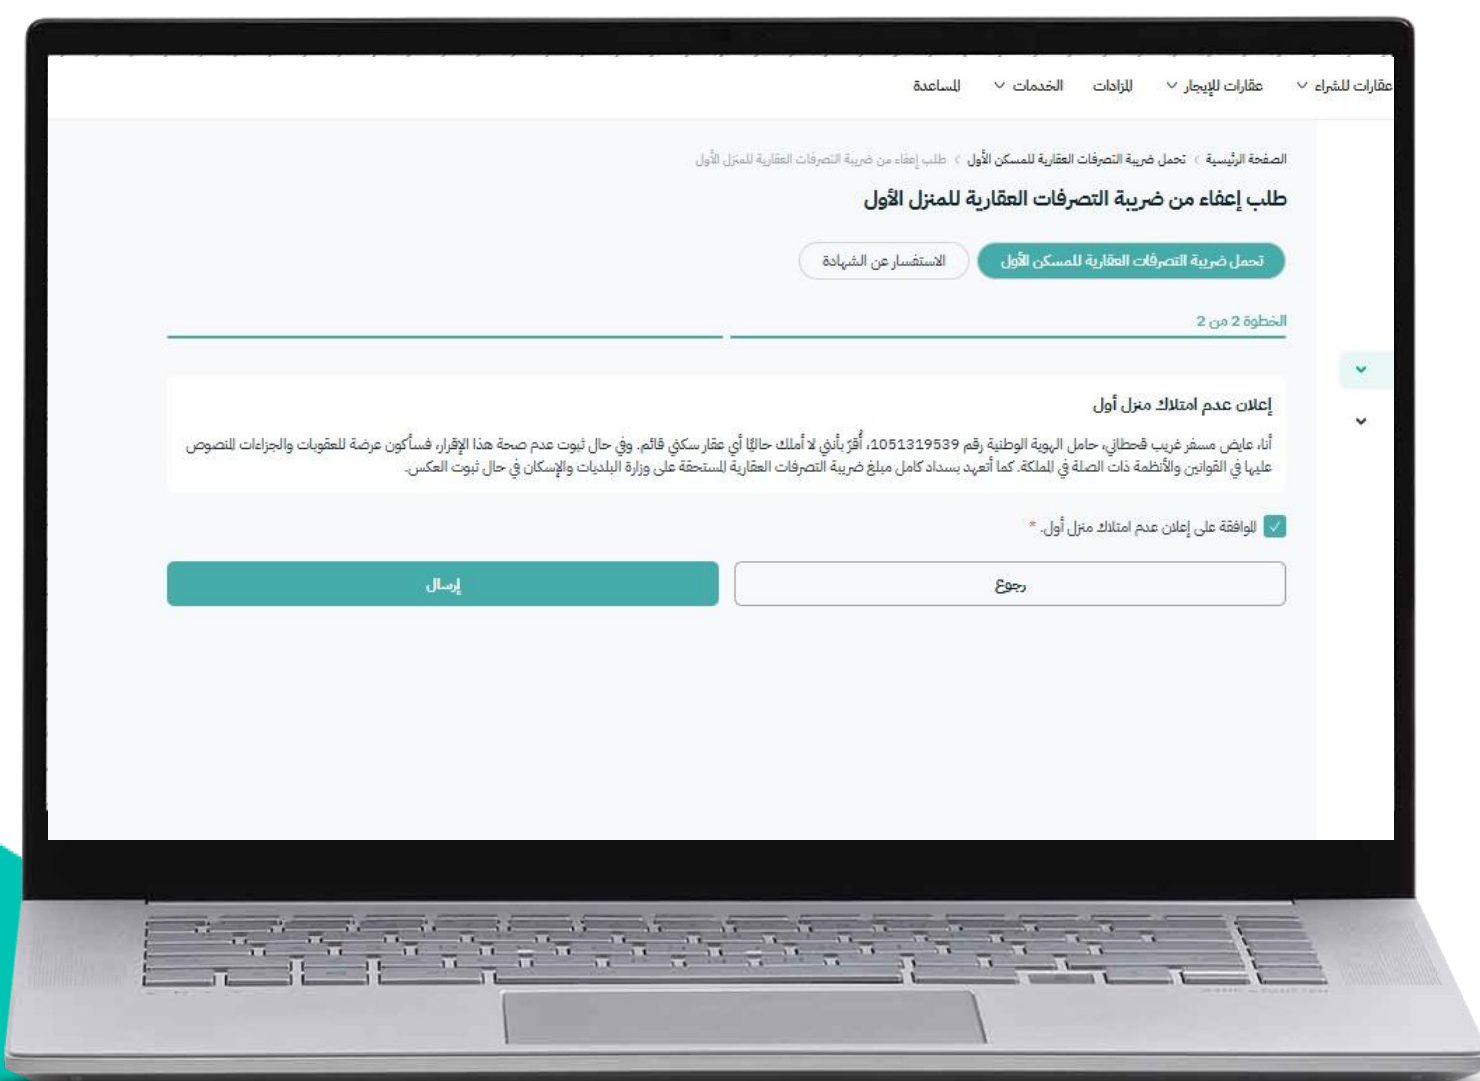 عقارات للشراء عقارات للإيجار المزادات الخدمات المساعدة
الصفحة الرئيسية > تحمل ضريبة التصرفات العقارية للمسكن الأول > طلب إعفاء من ضريبة التصرفات العقارية للمنزل الأول
طلب إعفاء من ضريبة التصرفات العقارية للمنزل الأول
تحمل ضريبة التصرفات العقارية للمسكن الأول الاستفسار عن الشهادة
الخطوة 2 من 2
إعلان عدم امتلاك منزل أول
أنا، عايض مسفر غريب قحطاني، حامل الهوية الوطنية رقم 1051319539، أُقرّ بأنني لا أملك حاليًا أي عقار سكني قائم. وفي حال ثبوت عدم صحة هذا الإقرار، فسأكون عرضة للعقوبات والجزاءات المنصوص
عليها في القوانين والأنظمة ذات الصلة في المملكة. كما أتعهد بسداد كامل مبلغ ضريبة التصرفات العقارية المستحقة على وزارة البلديات والإسكان في حال ثبوت العكس.
الموافقة على إعلان عدم امتلاك منزل أول. *
رجوع إرسال